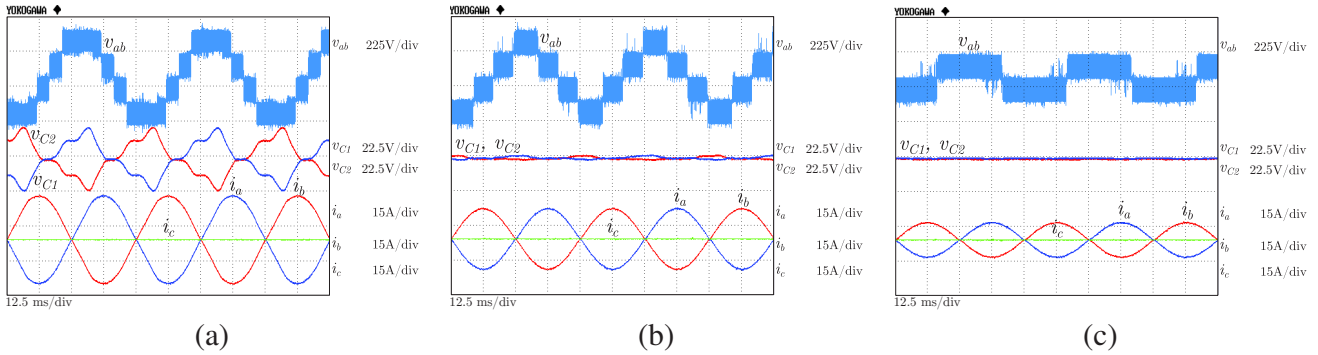 YOKOGAWA ◆
v_ab
v_ab 225V/div
v_C2
v_C1 22.5V/div
v_C2 22.5V/div
v_C1
i_a
i_b
i_c
i_a 15A/div
i_b 15A/div
i_c 15A/div
12.5 ms/div
(a)
YOKOGAWA ◆
v_ab
v_ab 225V/div
v_C1, v_C2
v_C1 22.5V/div
v_C2 22.5V/div
i_a
i_b
i_c
i_a 15A/div
i_b 15A/div
i_c 15A/div
12.5 ms/div
(b)
YOKOGAWA ◆
v_ab
v_ab 225V/div
v_C1, v_C2
v_C1 22.5V/div
v_C2 22.5V/div
i_a
i_b
i_c
i_a 15A/div
i_b 15A/div
i_c 15A/div
12.5 ms/div
(c)